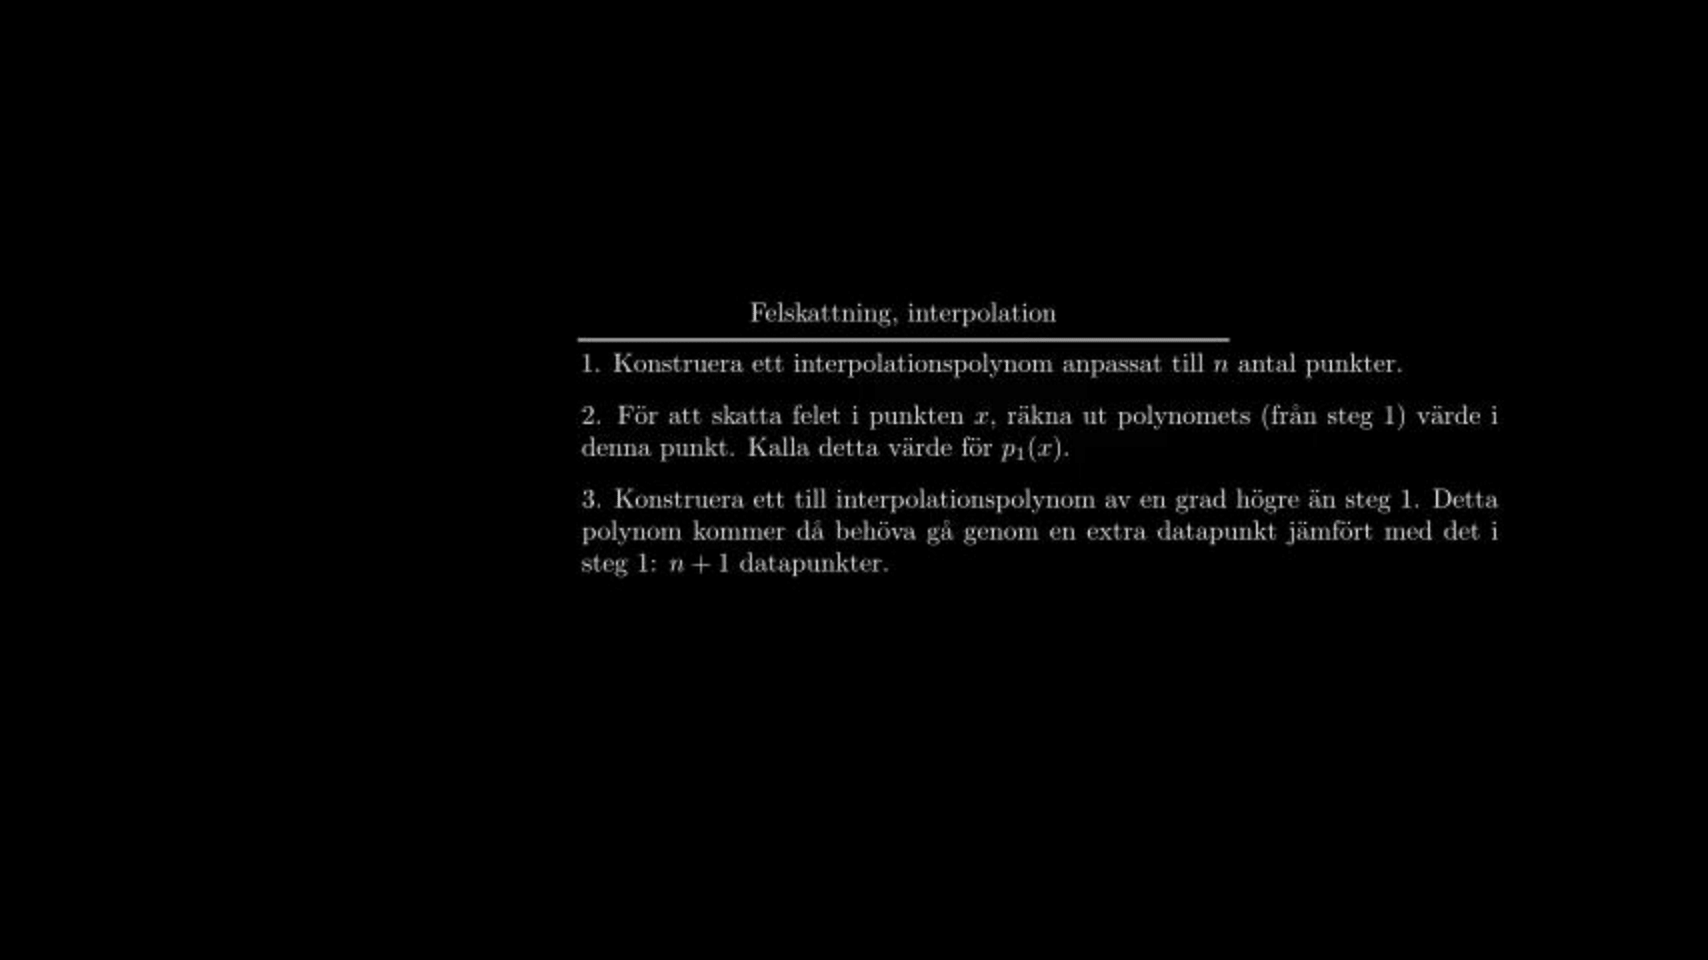 Felskattning, interpolation
1. Konstruera ett interpolationspolynom anpassat till n antal punkter.
2. För att skatta felet i punkten x, räkna ut polynomets (från steg 1) värde i
denna punkt. Kalla detta värde för p₁(x).
3. Konstruera ett till interpolationspolynom av en grad högre än steg 1. Detta
polynom kommer då behöva gå genom en extra datapunkt jämfört med det i
steg 1: n + 1 datapunkter.